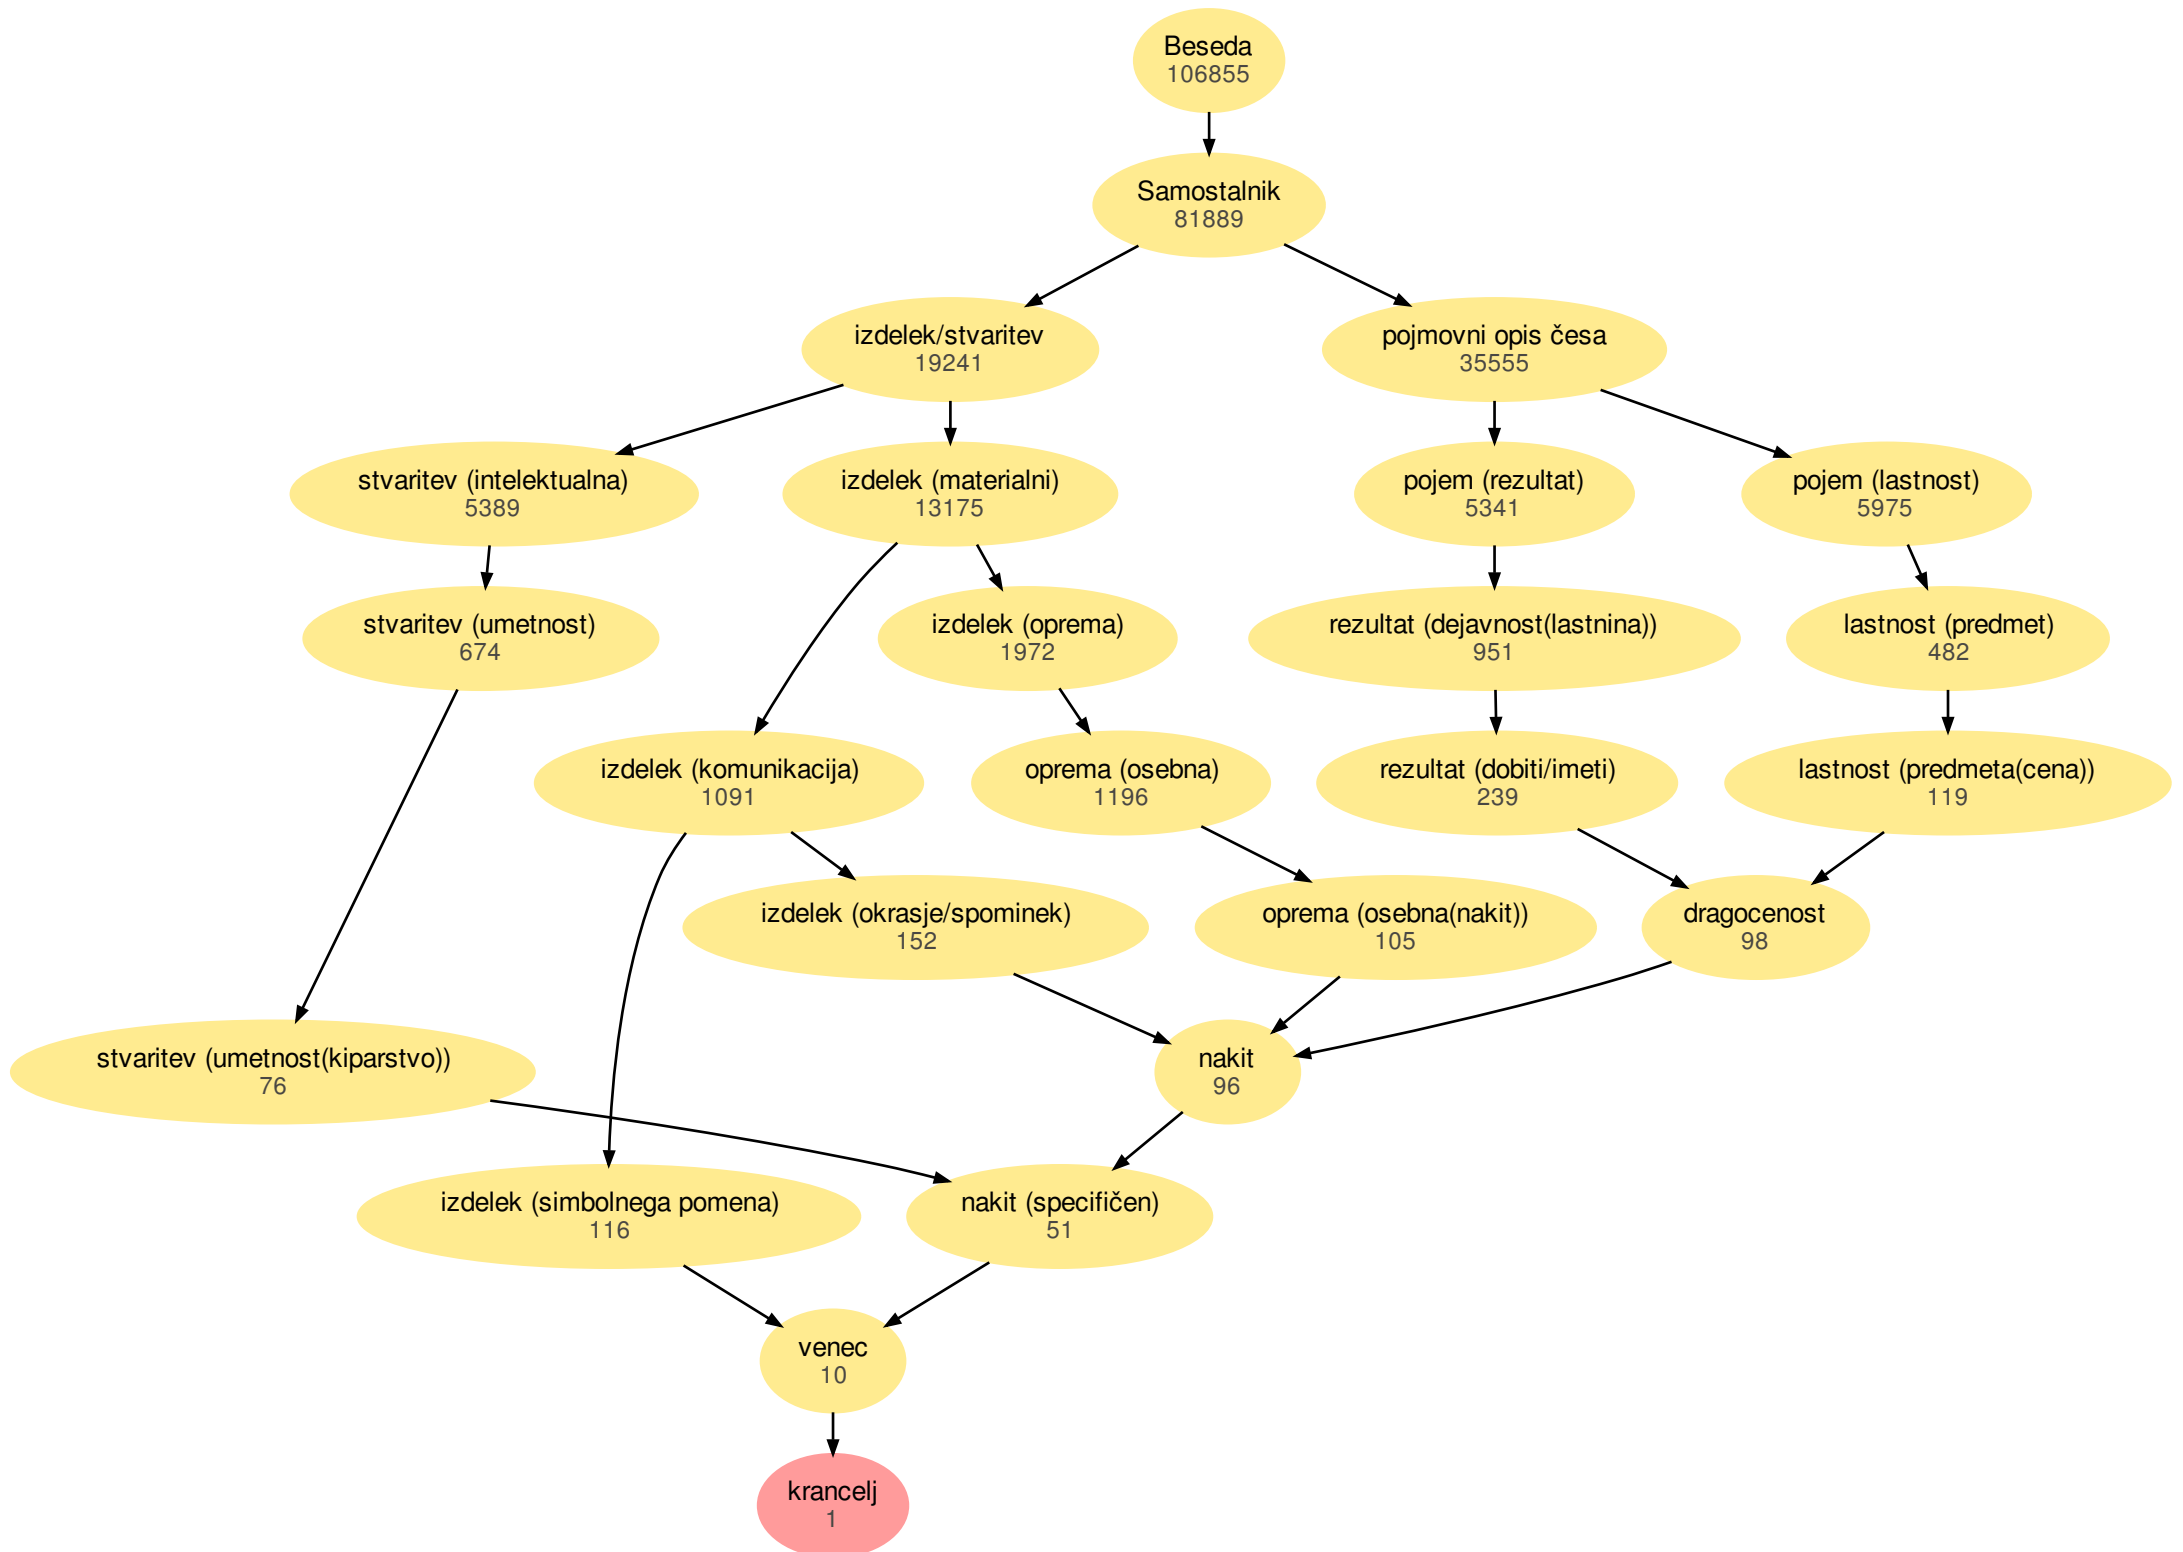 Beseda
106855
Samostalnik
81889
izdelek/stvaritev
19241
pojmovni opis česa
35555
stvaritev (intelektualna)
5389
izdelek (materialni)
13175
pojem (rezultat)
5341
pojem (lastnost)
5975
stvaritev (umetnost)
674
izdelek (oprema)
1972
rezultat (dejavnost(lastnina))
951
lastnost (predmet)
482
izdelek (komunikacija)
1091
oprema (osebna)
1196
rezultat (dobiti/imeti)
239
lastnost (predmeta(cena))
119
izdelek (okrasje/spominek)
152
oprema (osebna(nakit))
105
dragocenost
98
stvaritev (umetnost(kiparstvo))
76
nakit
96
izdelek (simbolnega pomena)
116
nakit (specifičen)
51
venec
10
krancelj
1